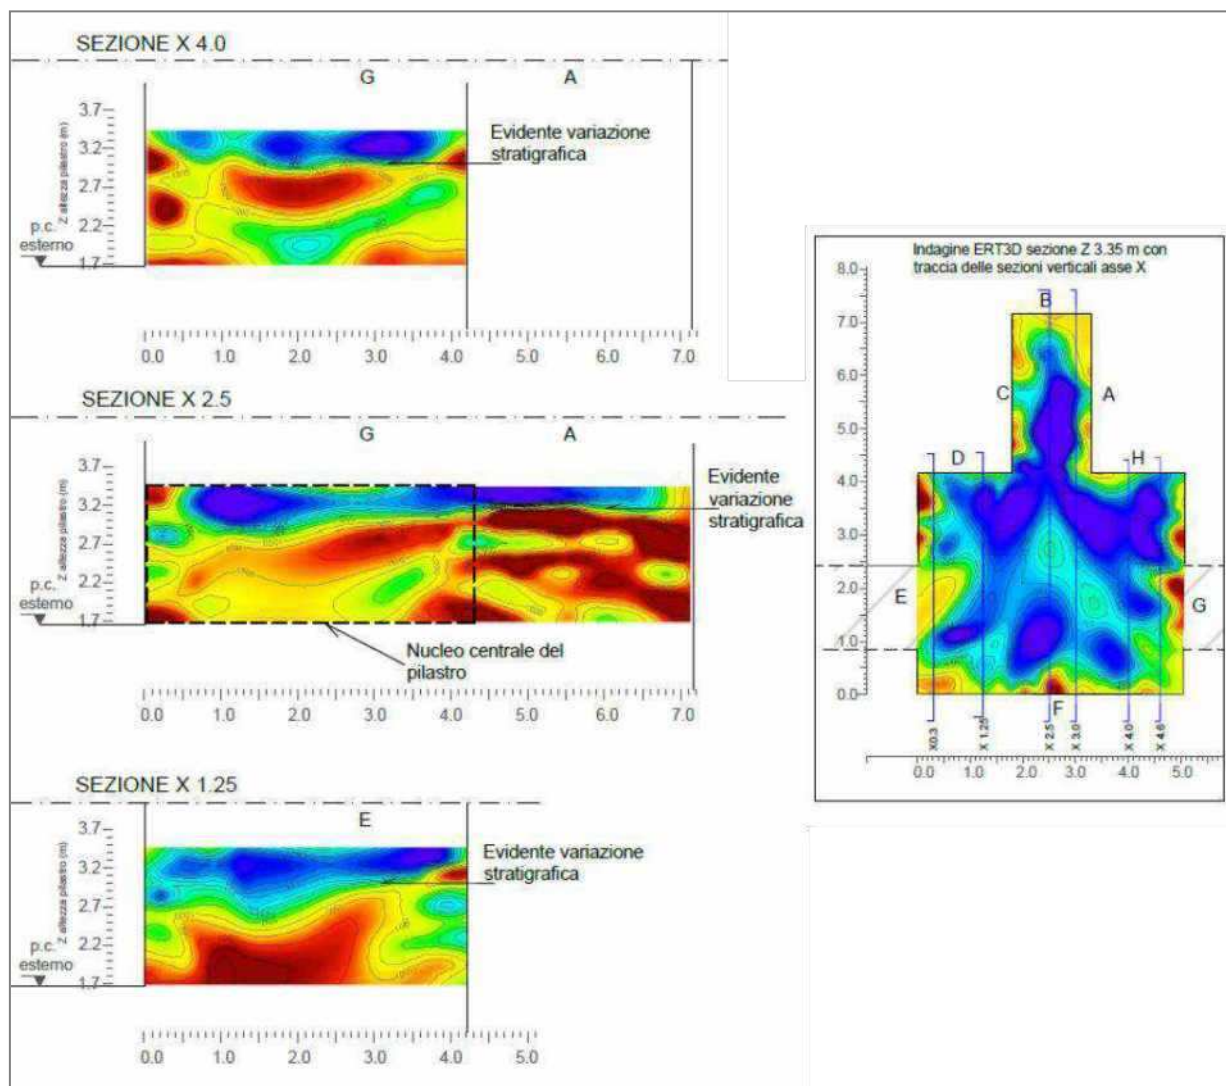 SEZIONE X 4.0
G
A
3.7
3.2
2.7
2.2
1.7
Z altezza pilastro (m)
p.c.
esterno
Evidente variazione
stratigrafica
0.0 1.0 2.0 3.0 4.0 5.0 6.0 7.0
SEZIONE X 2.5
G
A
3.7
3.2
2.7
2.2
1.7
Z altezza pilastro (m)
p.c.
esterno
Evidente
variazione
stratigrafica
Nucleo centrale del
pilastro
0.0 1.0 2.0 3.0 4.0 5.0 6.0 7.0
SEZIONE X 1.25
E
3.7
3.2
2.7
2.2
1.7
Z altezza pilastro (m)
p.c.
esterno
Evidente variazione
stratigrafica
0.0 1.0 2.0 3.0 4.0 5.0
Indagine ERT3D sezione Z 3.35 m con
traccia delle sezioni verticali asse X
8.0
7.0
6.0
5.0
4.0
3.0
2.0
1.0
0.0
B
C
A
D
H
E
G
F
X0.3
X 1.25
X 2.5
X 3.0
X 4.0
X 4.6
0.0 1.0 2.0 3.0 4.0 5.0